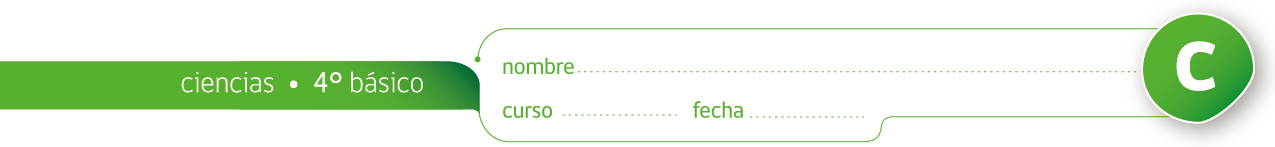 ciencias • 4° básico
nombre
curso fecha
C